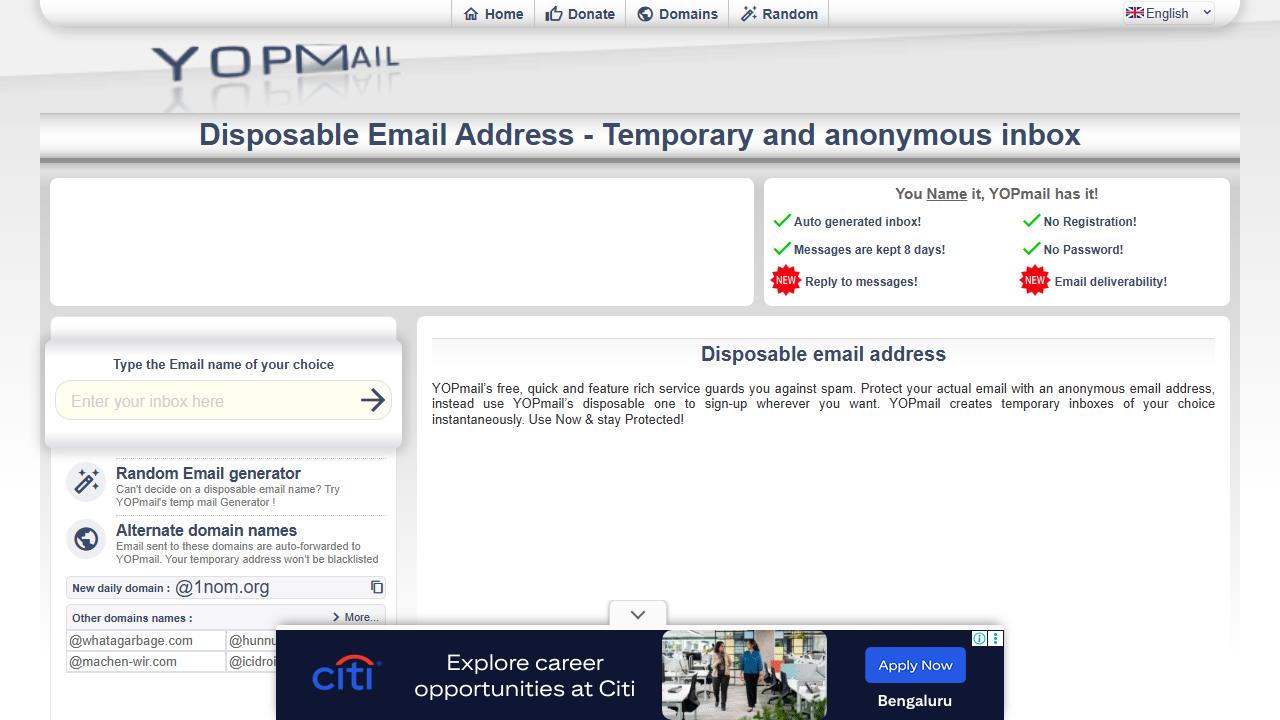 Home
Donate
Domains
Random
English
YOPMAIL
Disposable Email Address - Temporary and anonymous inbox
You Name it, YOPmail has it!
Auto generated inbox!
No Registration!
Messages are kept 8 days!
No Password!
NEW Reply to messages!
NEW Email deliverability!
Type the Email name of your choice
Enter your inbox here
Random Email generator
Can't decide on a disposable email name? Try
YOPmail's temp mail Generator !
Alternate domain names
Email sent to these domains are auto-forwarded to
YOPmail. Your temporary address won't be blacklisted
New daily domain : @1nom.org
Other domains names :
More...
@whatagarbage.com
@machen-wir.com
Disposable email address
YOPmail's free, quick and feature rich service guards you against spam. Protect your actual email with an anonymous email address,
instead use YOPmail's disposable one to sign-up wherever you want. YOPmail creates temporary inboxes of your choice
instantaneously. Use Now & stay Protected!
citi
Explore career
opportunities at Citi
Apply Now
Bengaluru